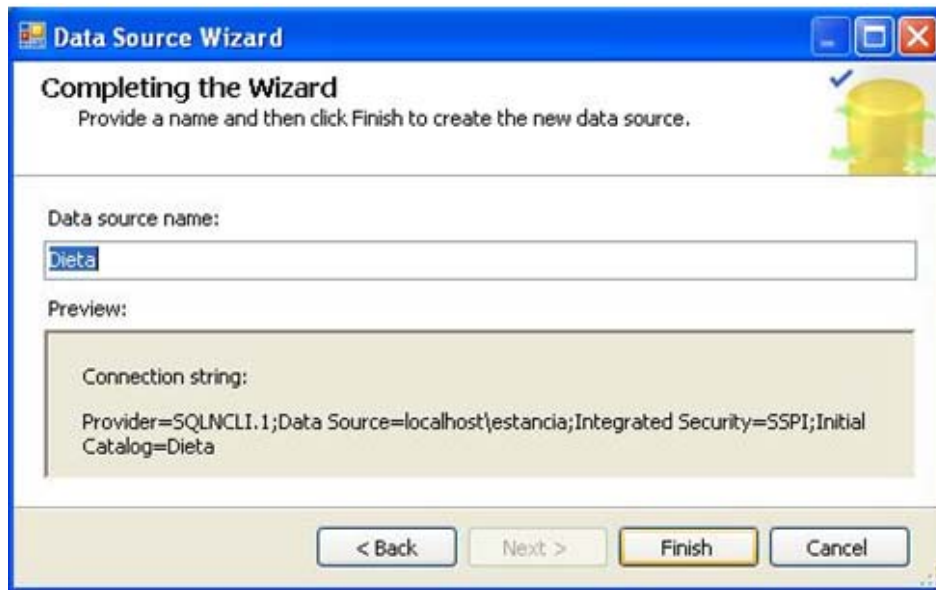 Data Source Wizard
Completing the Wizard
Provide a name and then click Finish to create the new data source.
Data source name:
Dieta
Preview:
Connection string:
Provider=SQLNCLI.1;Data Source=localhost\estancia;Integrated Security=SSPI;Initial
Catalog=Dieta
< Back Next > Finish Cancel